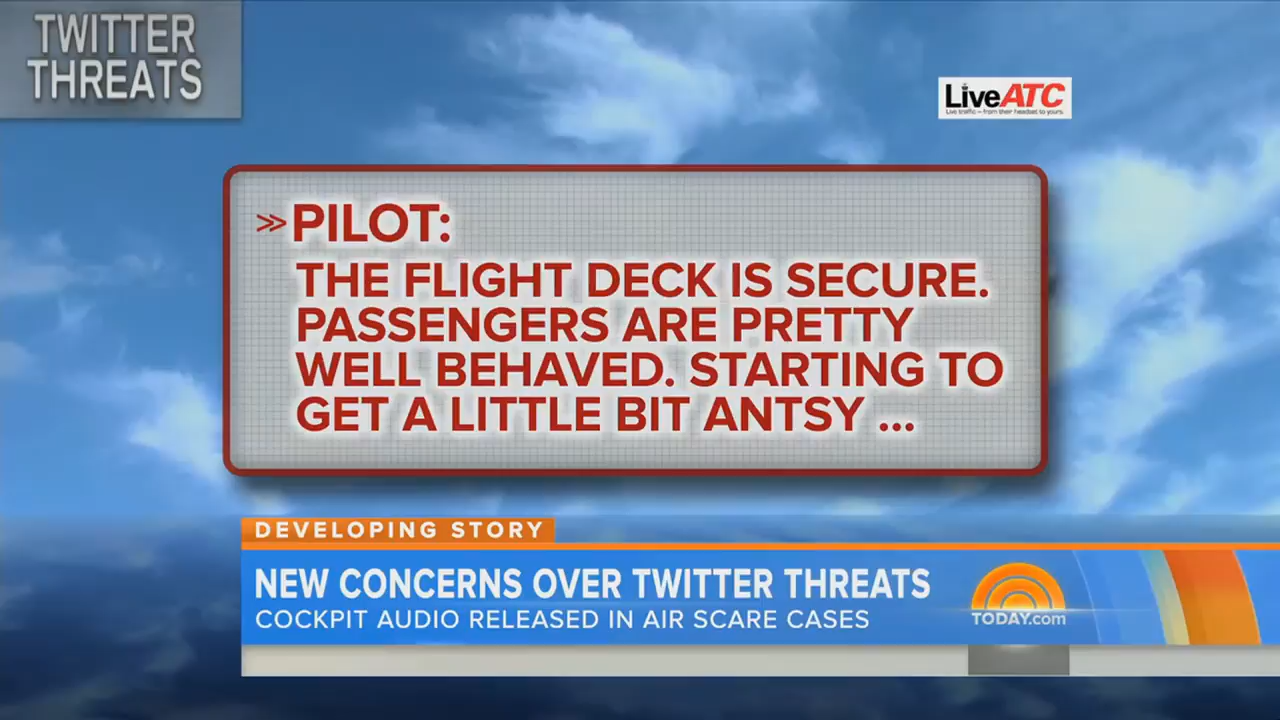 TWITTER
THREATS
LiveATC
Live traffic – from their headset to yours.
» PILOT:
THE FLIGHT DECK IS SECURE.
PASSENGERS ARE PRETTY
WELL BEHAVED. STARTING TO
GET A LITTLE BIT ANTSY ...
DEVELOPING STORY
NEW CONCERNS OVER TWITTER THREATS
COCKPIT AUDIO RELEASED IN AIR SCARE CASES
TODAY.com